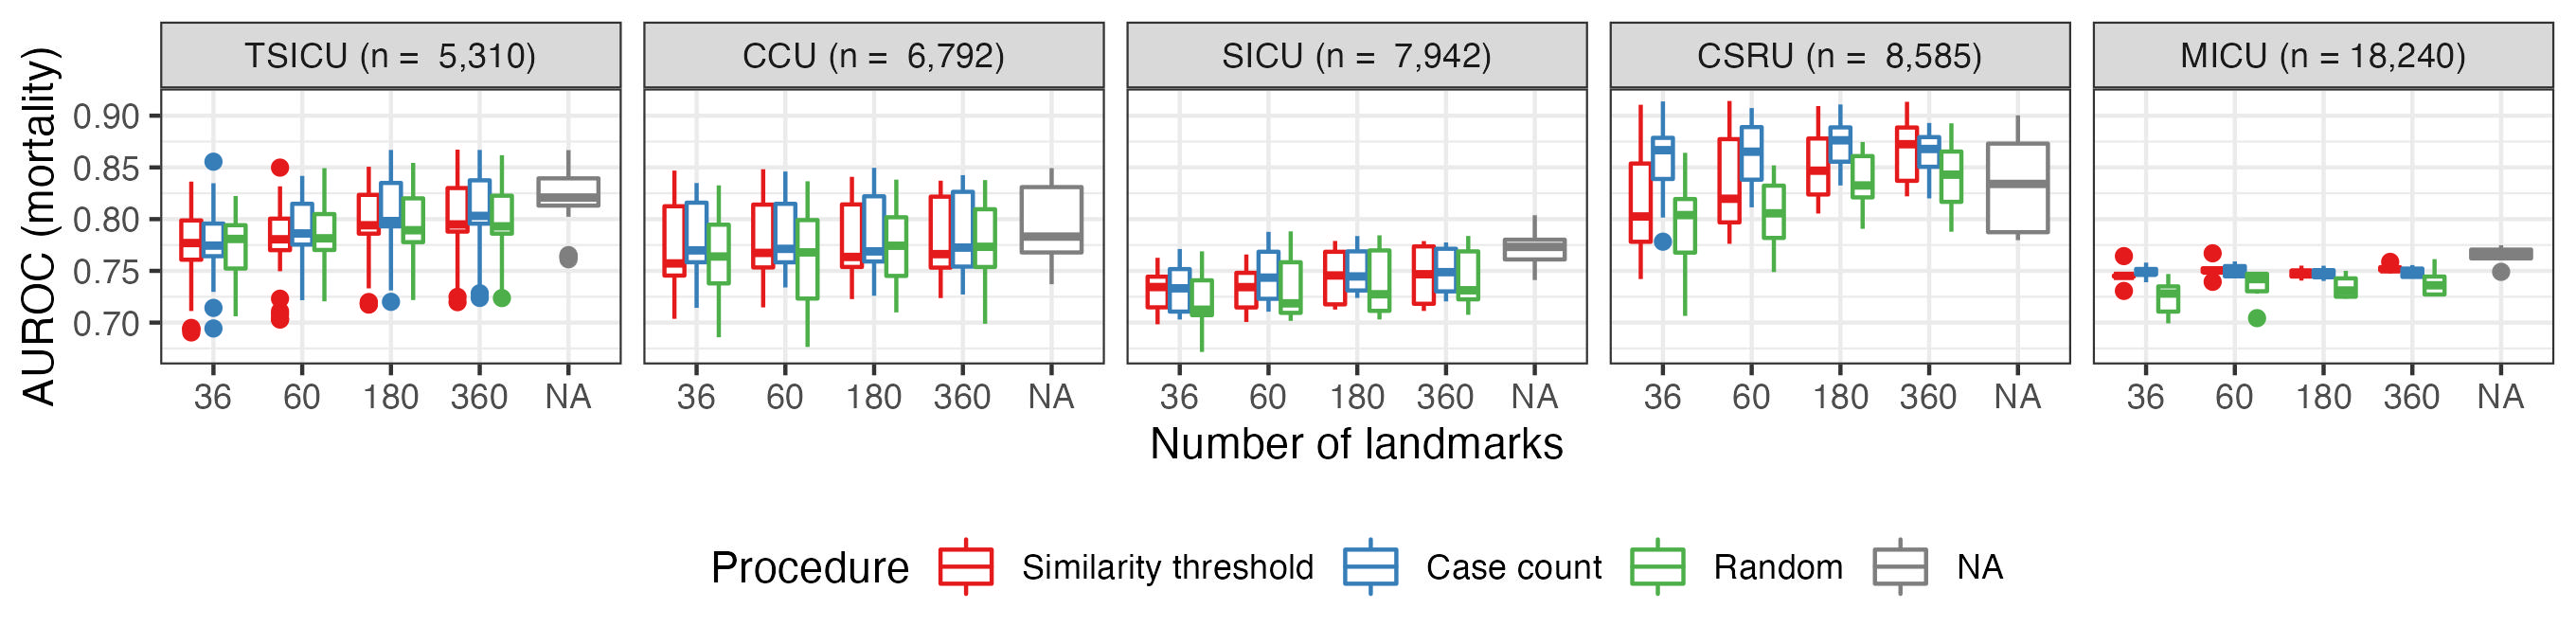 TSICU (n = 5,310)
CCU (n = 6,792)
SICU (n = 7,942)
CSRU (n = 8,585)
MICU (n = 18,240)
AUROC (mortality)
0.90
0.85
0.80
0.75
0.70
36 60 180 360 NA
36 60 180 360 NA
36 60 180 360 NA
36 60 180 360 NA
36 60 180 360 NA
Number of landmarks
Procedure Similarity threshold Case count Random NA